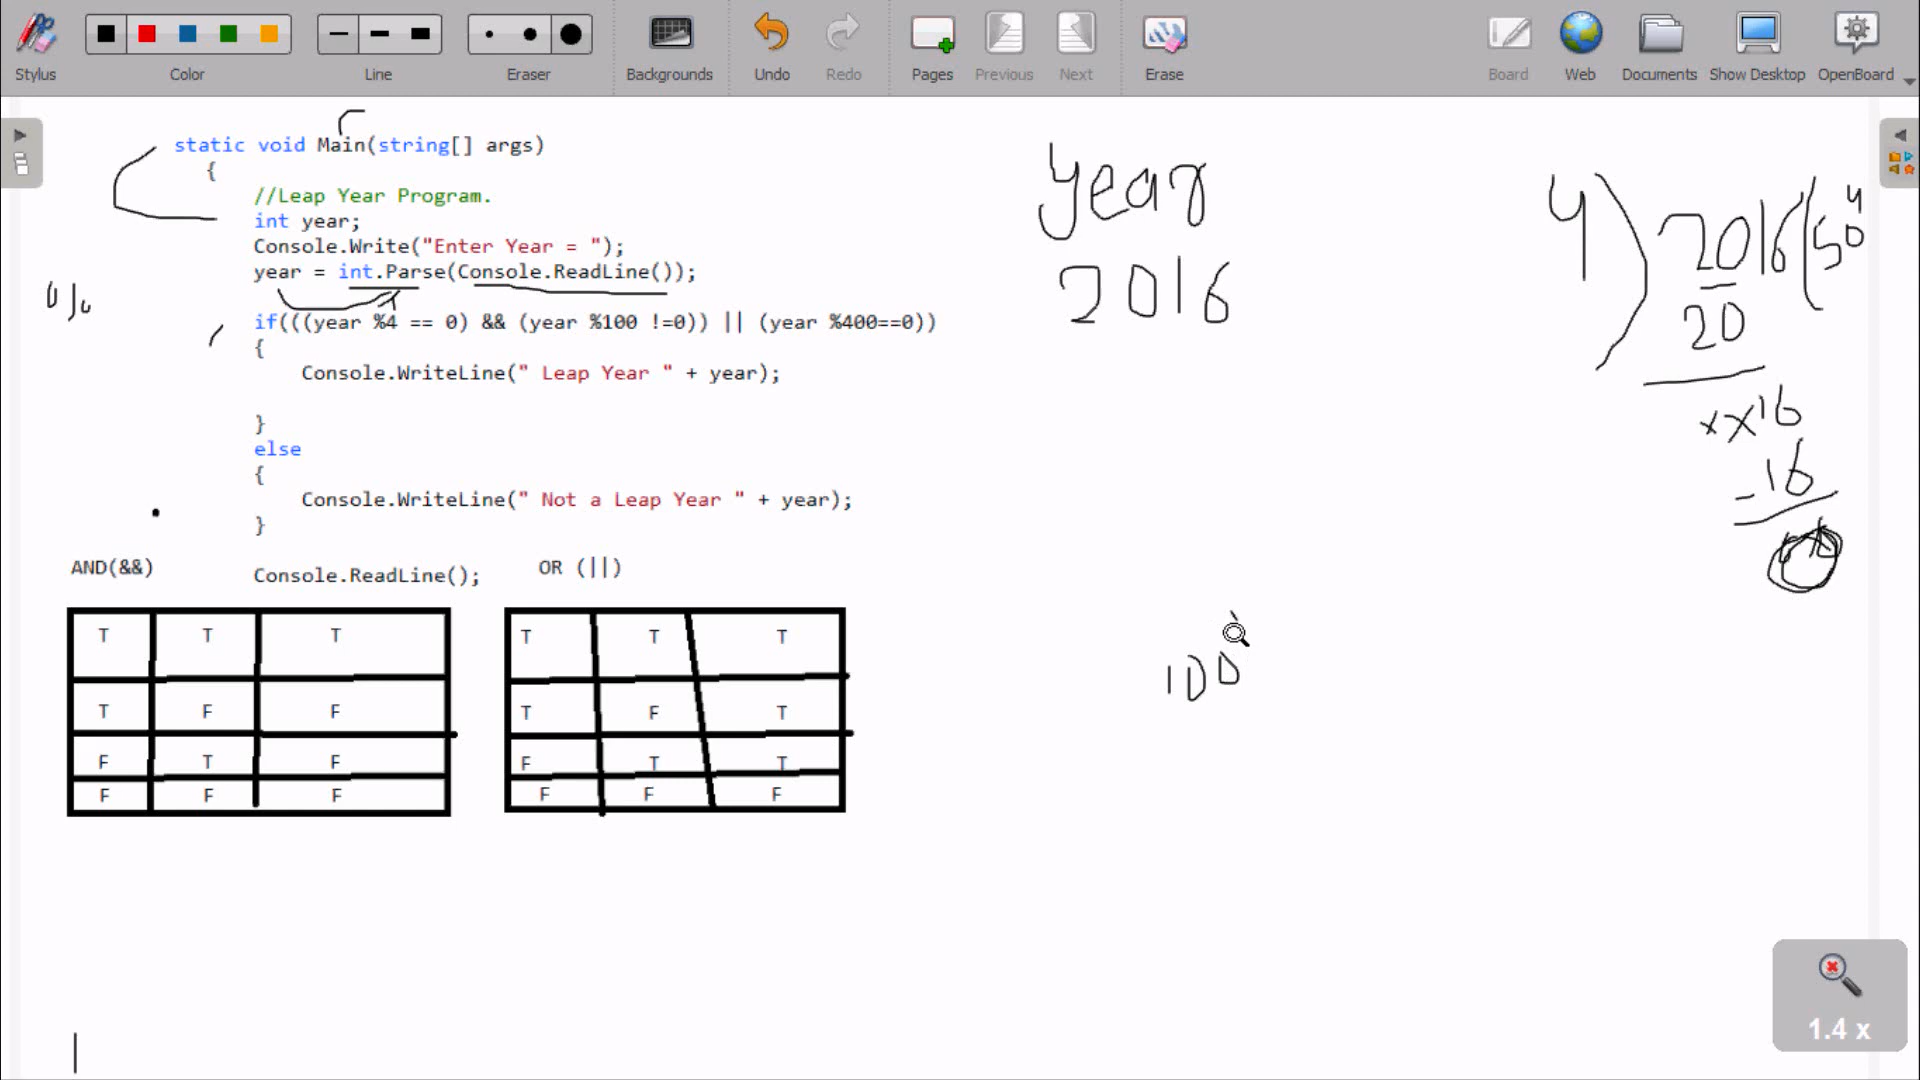 Stylus Color Line Eraser Backgrounds Undo Redo Pages Previous Next Erase Board Web Documents Show Desktop OpenBoard
static void Main(string[] args)
{
//Leap Year Program.
int year;
Console.Write("Enter Year = ");
year = int.Parse(Console.ReadLine());
if(((year %4 == 0) && (year %100 !=0)) || (year %400==0))
{
Console.WriteLine(" Leap Year " + year);
}
else
{
Console.WriteLine(" Not a Leap Year " + year);
}
Console.ReadLine();
AND(&&)
T T T
T F F
F T F
F F F
OR (||)
T T T
T F T
F T T
F F F
year
2016
4) 2016 (504
20
xx16
-16
100
1.4 x